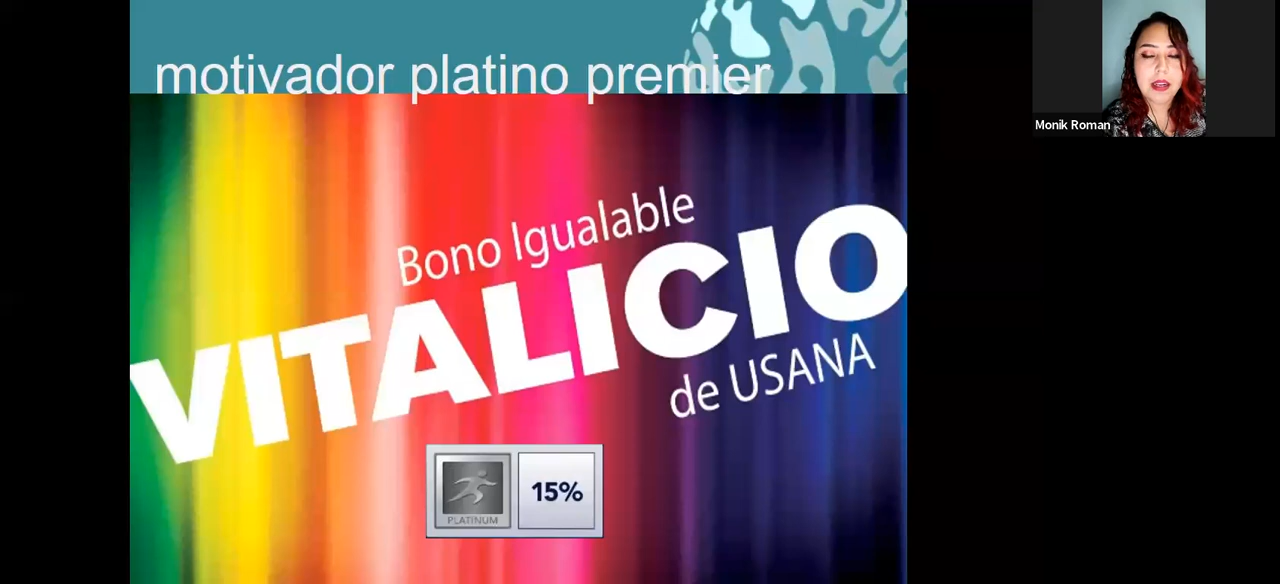 motivador platino premier
Bono Igualable
VITALICIO
de USANA
PLATINUM
15%
Monik Roman